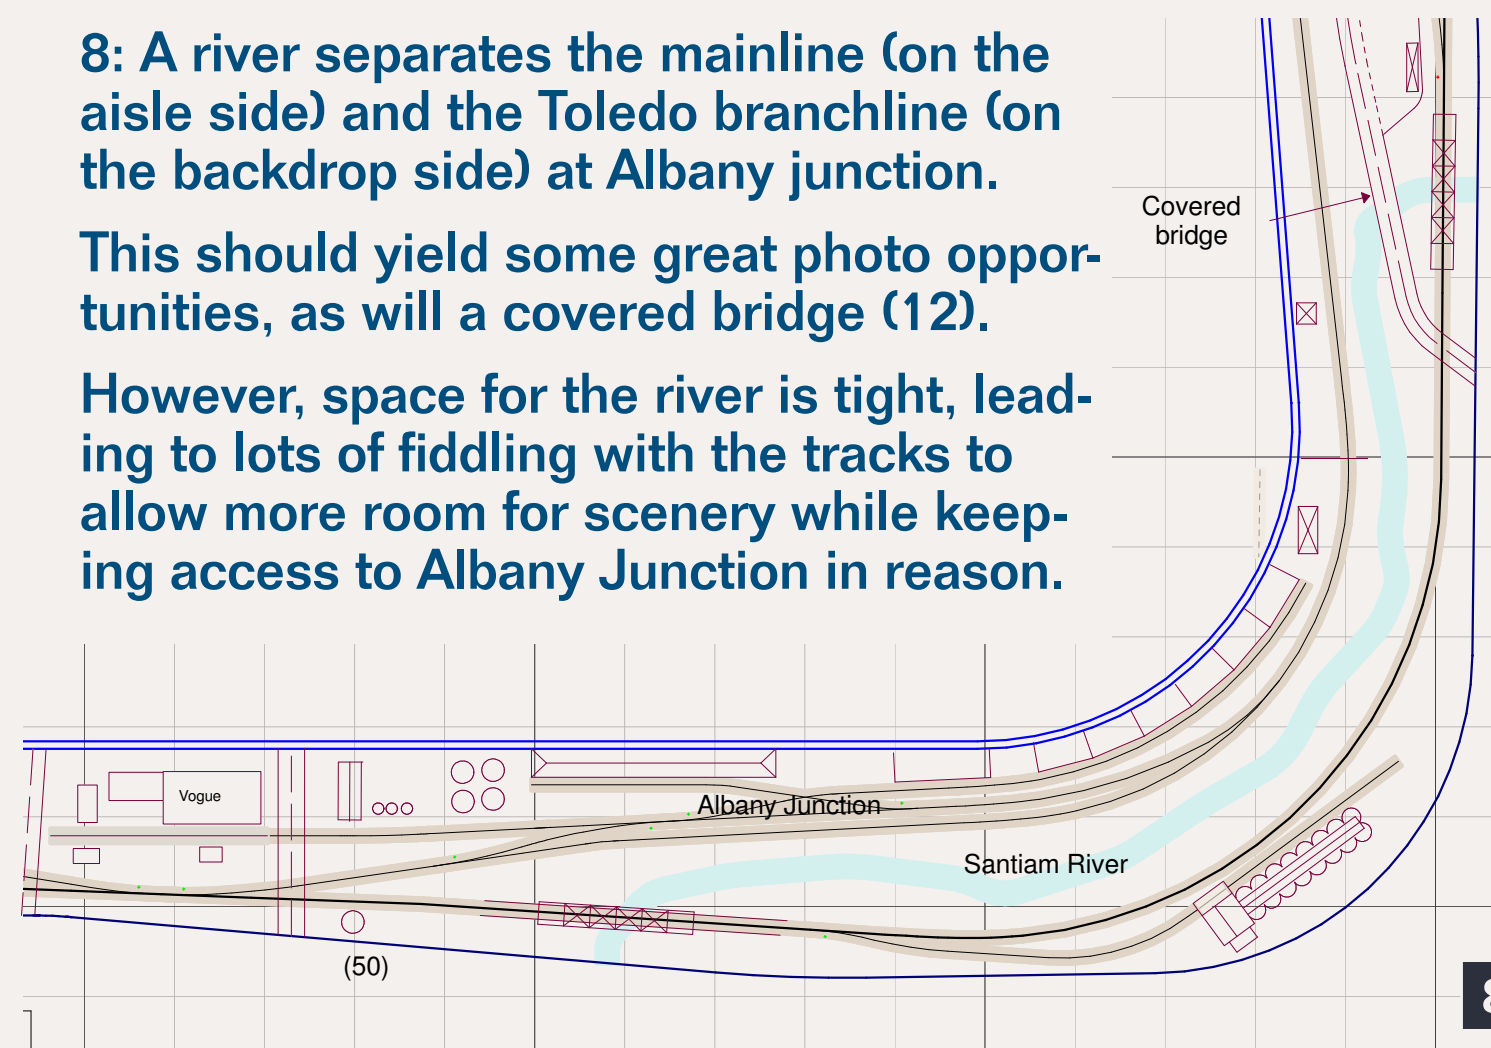 8: A river separates the mainline (on the
aisle side) and the Toledo branchline (on
the backdrop side) at Albany junction.
This should yield some great photo oppor-
tunities, as will a covered bridge (12).
However, space for the river is tight, lead-
ing to lots of fiddling with the tracks to
allow more room for scenery while keep-
ing access to Albany Junction in reason.
Covered
bridge
Vogue
Albany Junction
Santiam River
(50)